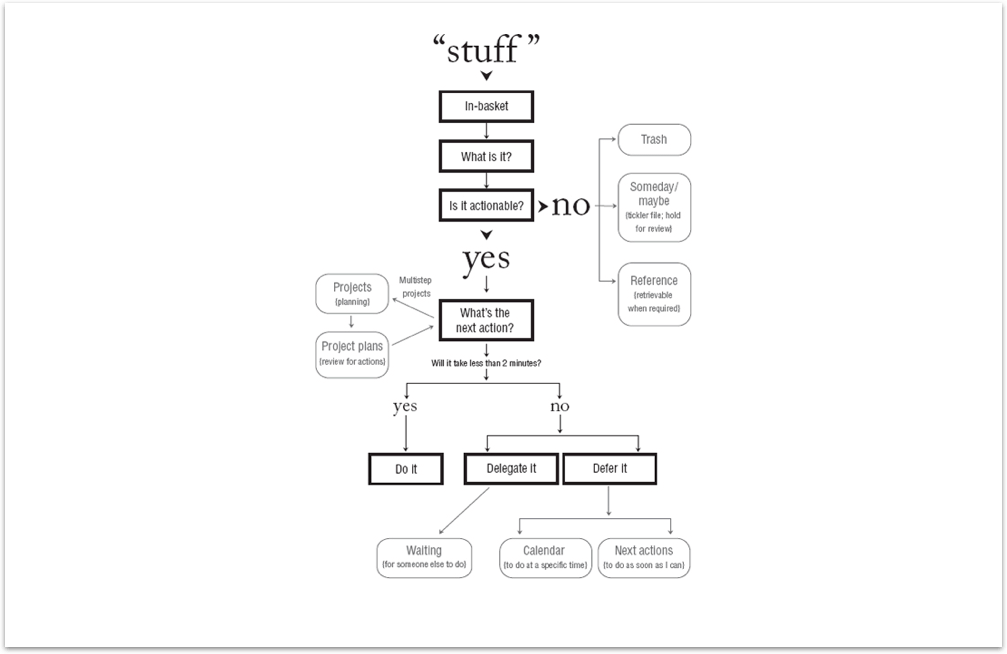 “stuff”
In-basket
What is it?
Is it actionable?
no
Trash
Someday/
maybe
(tickler file; hold
for review)
Reference
(retrievable
when required)
yes
Multistep
projects
Projects
(planning)
Project plans
(review for actions)
What's the
next action?
Will it take less than 2 minutes?
yes
no
Do it
Delegate it
Defer it
Waiting
(for someone else to do)
Calendar
(to do at a specific time)
Next actions
(to do as soon as I can)